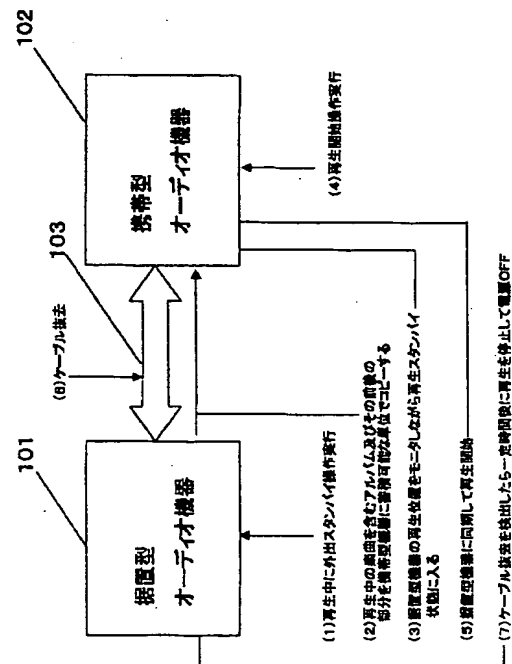 101
据置型
オーディオ機器
103
(6)ケーブル抜去
102
携帯型
オーディオ機器
(1)再生中に外出スタンバイ操作実行
(2)再生中の楽曲を含むアルバム及びその前後の
部分を携帯型機器に蓄積可能な単位でコピーする
(3)据置型機器の再生位置をモニタしながら再生スタンバイ
状態に入る
(4)再生開始操作実行
(5)据置型機器に同期して再生開始
(7)ケーブル抜去を検出したら一定時間後に再生を停止して電源OFF